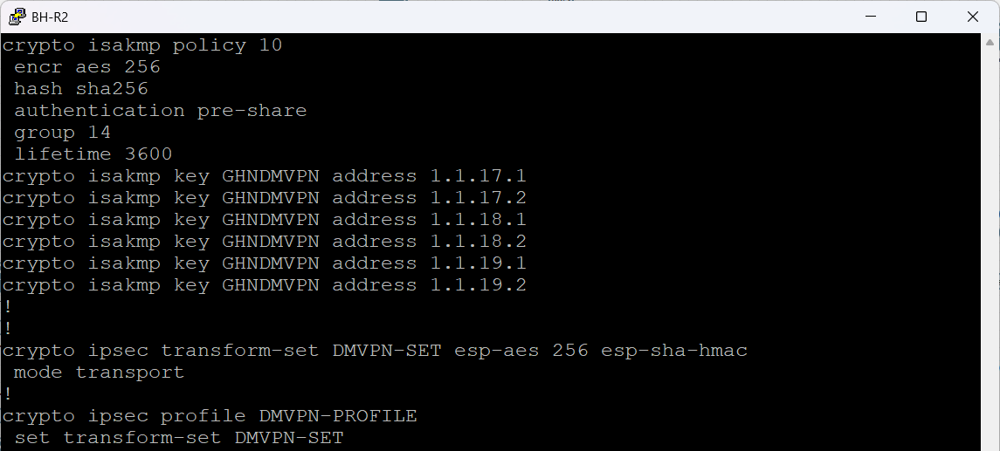 BH-R2
crypto isakmp policy 10
 encr aes 256
 hash sha256
 authentication pre-share
 group 14
 lifetime 3600
crypto isakmp key GHNDMVPN address 1.1.17.1
crypto isakmp key GHNDMVPN address 1.1.17.2
crypto isakmp key GHNDMVPN address 1.1.18.1
crypto isakmp key GHNDMVPN address 1.1.18.2
crypto isakmp key GHNDMVPN address 1.1.19.1
crypto isakmp key GHNDMVPN address 1.1.19.2
!
!
crypto ipsec transform-set DMVPN-SET esp-aes 256 esp-sha-hmac
 mode transport
!
crypto ipsec profile DMVPN-PROFILE
 set transform-set DMVPN-SET